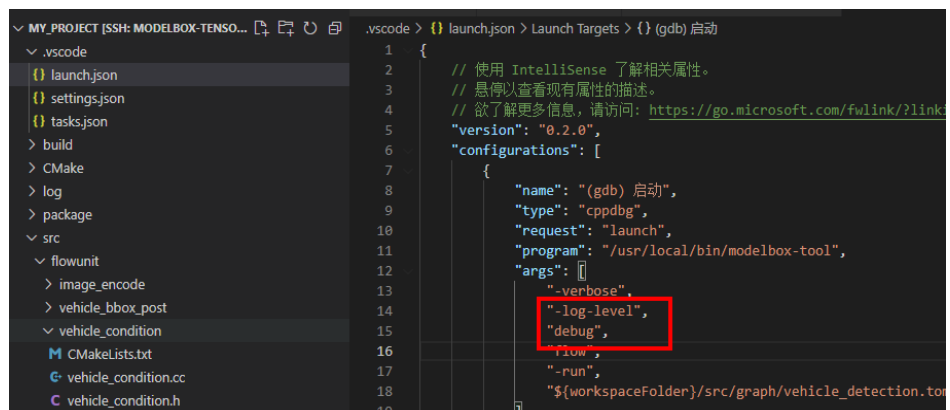 MY_PROJECT [SSH: MODELBOX-TENSO...
.vscode
launch.json
settings.json
tasks.json
build
CMake
log
package
src
flowunit
image_encode
vehicle_bbox_post
vehicle_condition
CMakeLists.txt
vehicle_condition.cc
vehicle_condition.h
.vscode > {} launch.json > Launch Targets > {} (gdb) 启动
1 {
2 // 使用 IntelliSense 了解相关属性。
3 // 悬停以查看现有属性的描述。
4 // 欲了解更多信息，请访问: https://go.microsoft.com/fwlink/?linki
5 "version": "0.2.0",
6 "configurations": [
7 {
8 "name": "(gdb) 启动",
9 "type": "cppdbg",
10 "request": "launch",
11 "program": "/usr/local/bin/modelbox-tool",
12 "args": [
13 "-verbose",
14 "-log-level",
15 "debug",
16 "flow",
17 "-run",
18 "${workspaceFolder}/src/graph/vehicle_detection.tom